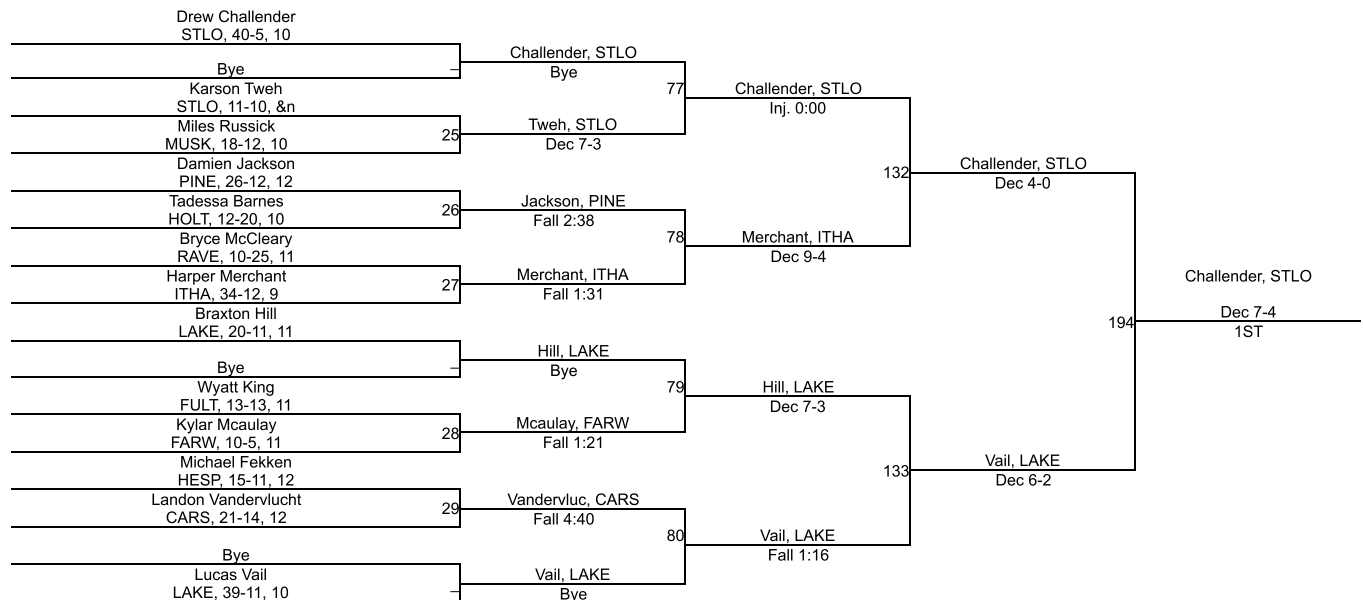 Drew Challender
STLO, 40-5, 10
Bye
–
Karson Tweh
STLO, 11-10, &n
Miles Russick
MUSK, 18-12, 10
25
Damien Jackson
PINE, 26-12, 12
Tadessa Barnes
HOLT, 12-20, 10
26
Bryce McCleary
RAVE, 10-25, 11
Harper Merchant
ITHA, 34-12, 9
27
Braxton Hill
LAKE, 20-11, 11
Bye
–
Wyatt King
FULT, 13-13, 11
Kylar Mcaulay
FARW, 10-5, 11
28
Michael Fekken
HESP, 15-11, 12
Landon Vandervlucht
CARS, 21-14, 12
29
Bye
Lucas Vail
LAKE, 39-11, 10
–
Challender, STLO
Bye
77
Tweh, STLO
Dec 7-3
Jackson, PINE
Fall 2:38
78
Merchant, ITHA
Fall 1:31
Hill, LAKE
Bye
79
Mcaulay, FARW
Fall 1:21
Vandervluc, CARS
Fall 4:40
80
Vail, LAKE
Bye
Challender, STLO
Inj. 0:00
132
Merchant, ITHA
Dec 9-4
Hill, LAKE
Dec 7-3
133
Vail, LAKE
Fall 1:16
Challender, STLO
Dec 4-0
194
Vail, LAKE
Dec 6-2
Challender, STLO
Dec 7-4
1ST